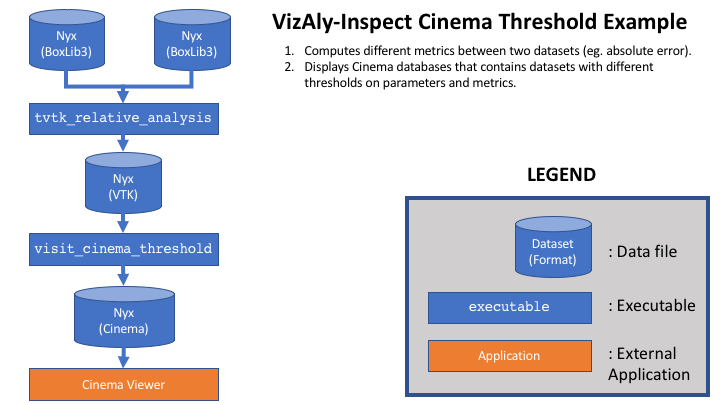 VizAly-Inspect Cinema Threshold Example
1. Computes different metrics between two datasets (eg. absolute error).
2. Displays Cinema databases that contains datasets with different
thresholds on parameters and metrics.
Nyx
(BoxLib3)
Nyx
(BoxLib3)
tvtk_relative_analysis
Nyx
(VTK)
visit_cinema_threshold
Nyx
(Cinema)
Cinema Viewer
LEGEND
Dataset
(Format)
: Data file
executable
: Executable
Application
: External
Application